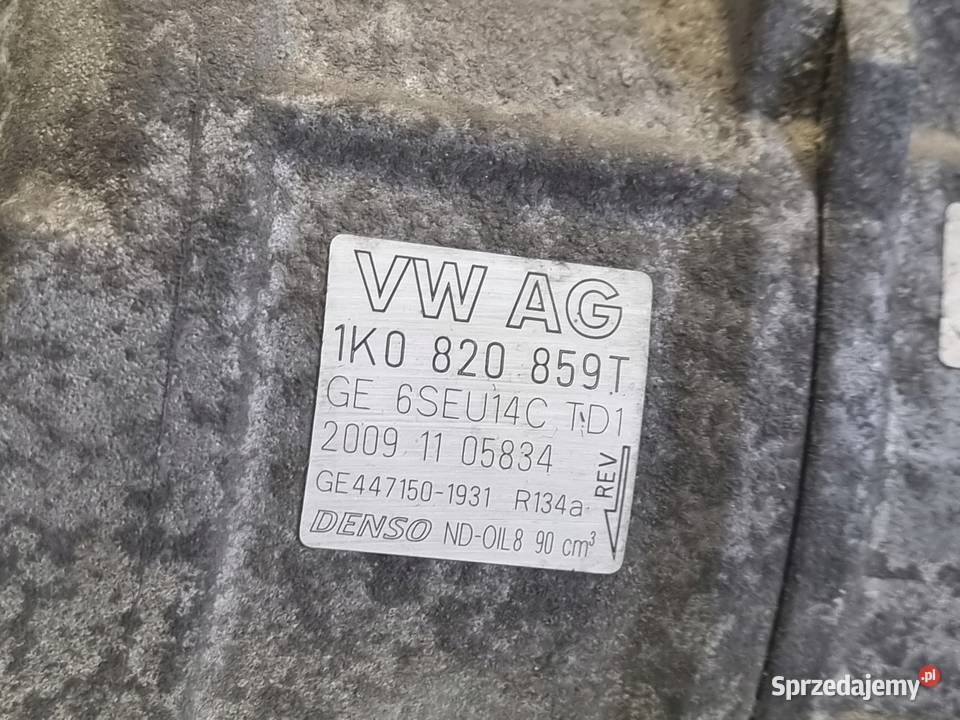 VW AG
1K0 820 859T
GE 6SEU14C TD1
2009 11 05834
GE447150-1931 R134a
REV
DENSO ND-OIL8 90 cm³
Sprzedajemy.pl